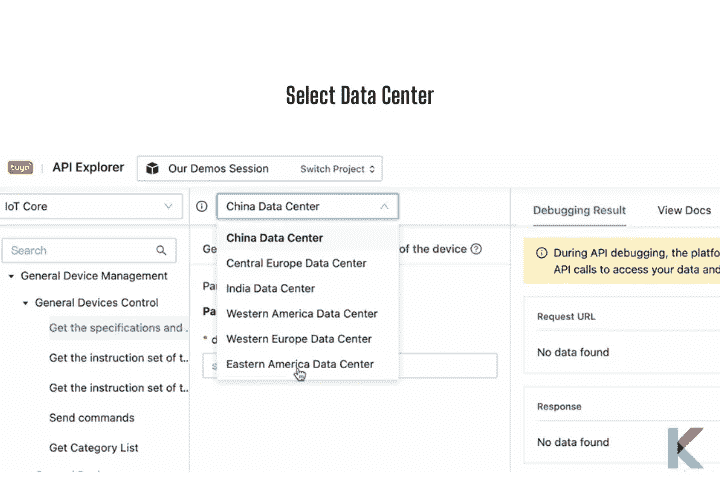 Select Data Center
tuya
API Explorer
Our Demos Session
Switch Project
IoT Core
China Data Center
Debugging Result
View Docs
Search
China Data Center
Central Europe Data Center
India Data Center
Western America Data Center
Western Europe Data Center
Eastern America Data Center
Ge
of the device
Par
Pa
* d
General Device Management
General Devices Control
Get the specifications and ..
Get the instruction set of t..
Get the instruction set of t..
Send commands
Get Category List
During API debugging, the platfo
API calls to access your data and
Request URL
No data found
Response
No data found
K